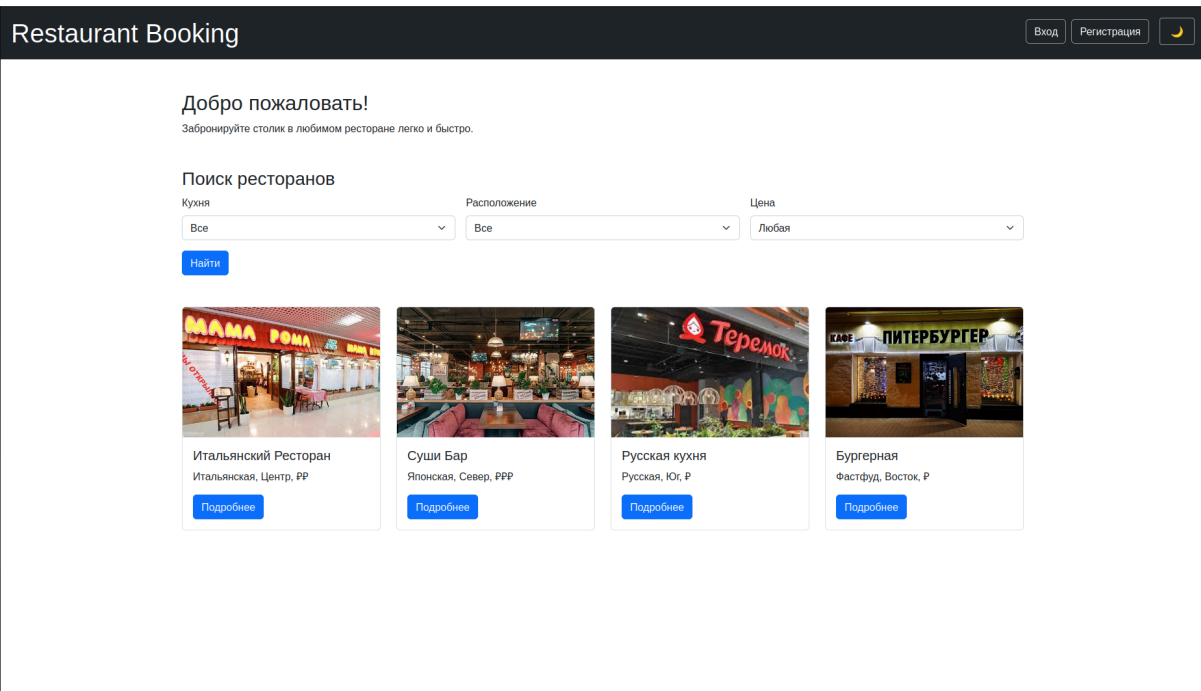 Restaurant Booking
Вход
Регистрация
Добро пожаловать!
Забронируйте столик в любимом ресторане легко и быстро.
Поиск ресторанов
Кухня
Расположение
Цена
Все
Все
Любая
Найти
МАМА РОМА
Теремок
КАФЕ ПИТЕРБУРГЕР
Итальянский Ресторан
Итальянская, Центр, ₽₽
Подробнее
Суши Бар
Японская, Север, ₽₽₽
Подробнее
Русская кухня
Русская, Юг, ₽
Подробнее
Бургерная
Фастфуд, Восток, ₽
Подробнее